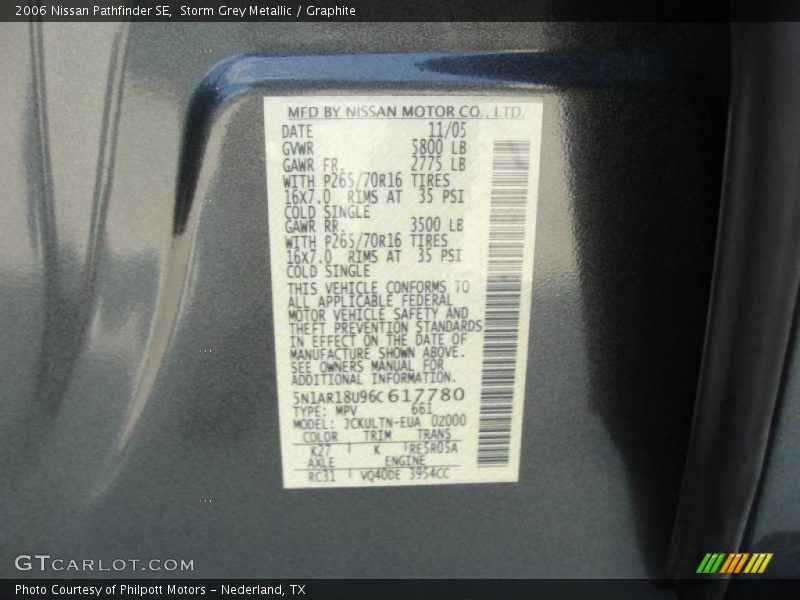 2006 Nissan Pathfinder SE, Storm Grey Metallic / Graphite
MFD BY NISSAN MOTOR CO., LTD.
DATE 11/05
GVWR 5800 LB
GAWR FR. 2775 LB
WITH P265/70R16 TIRES
16X7.0 RIMS AT 35 PSI
COLD SINGLE
GAWR RR. 3500 LB
WITH P265/70R16 TIRES
16X7.0 RIMS AT 35 PSI
COLD SINGLE
THIS VEHICLE CONFORMS TO
ALL APPLICABLE FEDERAL
MOTOR VEHICLE SAFETY AND
THEFT PREVENTION STANDARDS
IN EFFECT ON THE DATE OF
MANUFACTURE SHOWN ABOVE.
SEE OWNERS MANUAL FOR
ADDITIONAL INFORMATION.
5N1AR18U96C617780
TYPE: MPV 661
MODEL: JCKULTN-EUA 0Z000
COLOR TRIM TRANS
K27 K RE5R05A
AXLE ENGINE
RC31 VQ40DE 3954CC
GTCARLOT.COM
Photo Courtesy of Philpott Motors - Nederland, TX